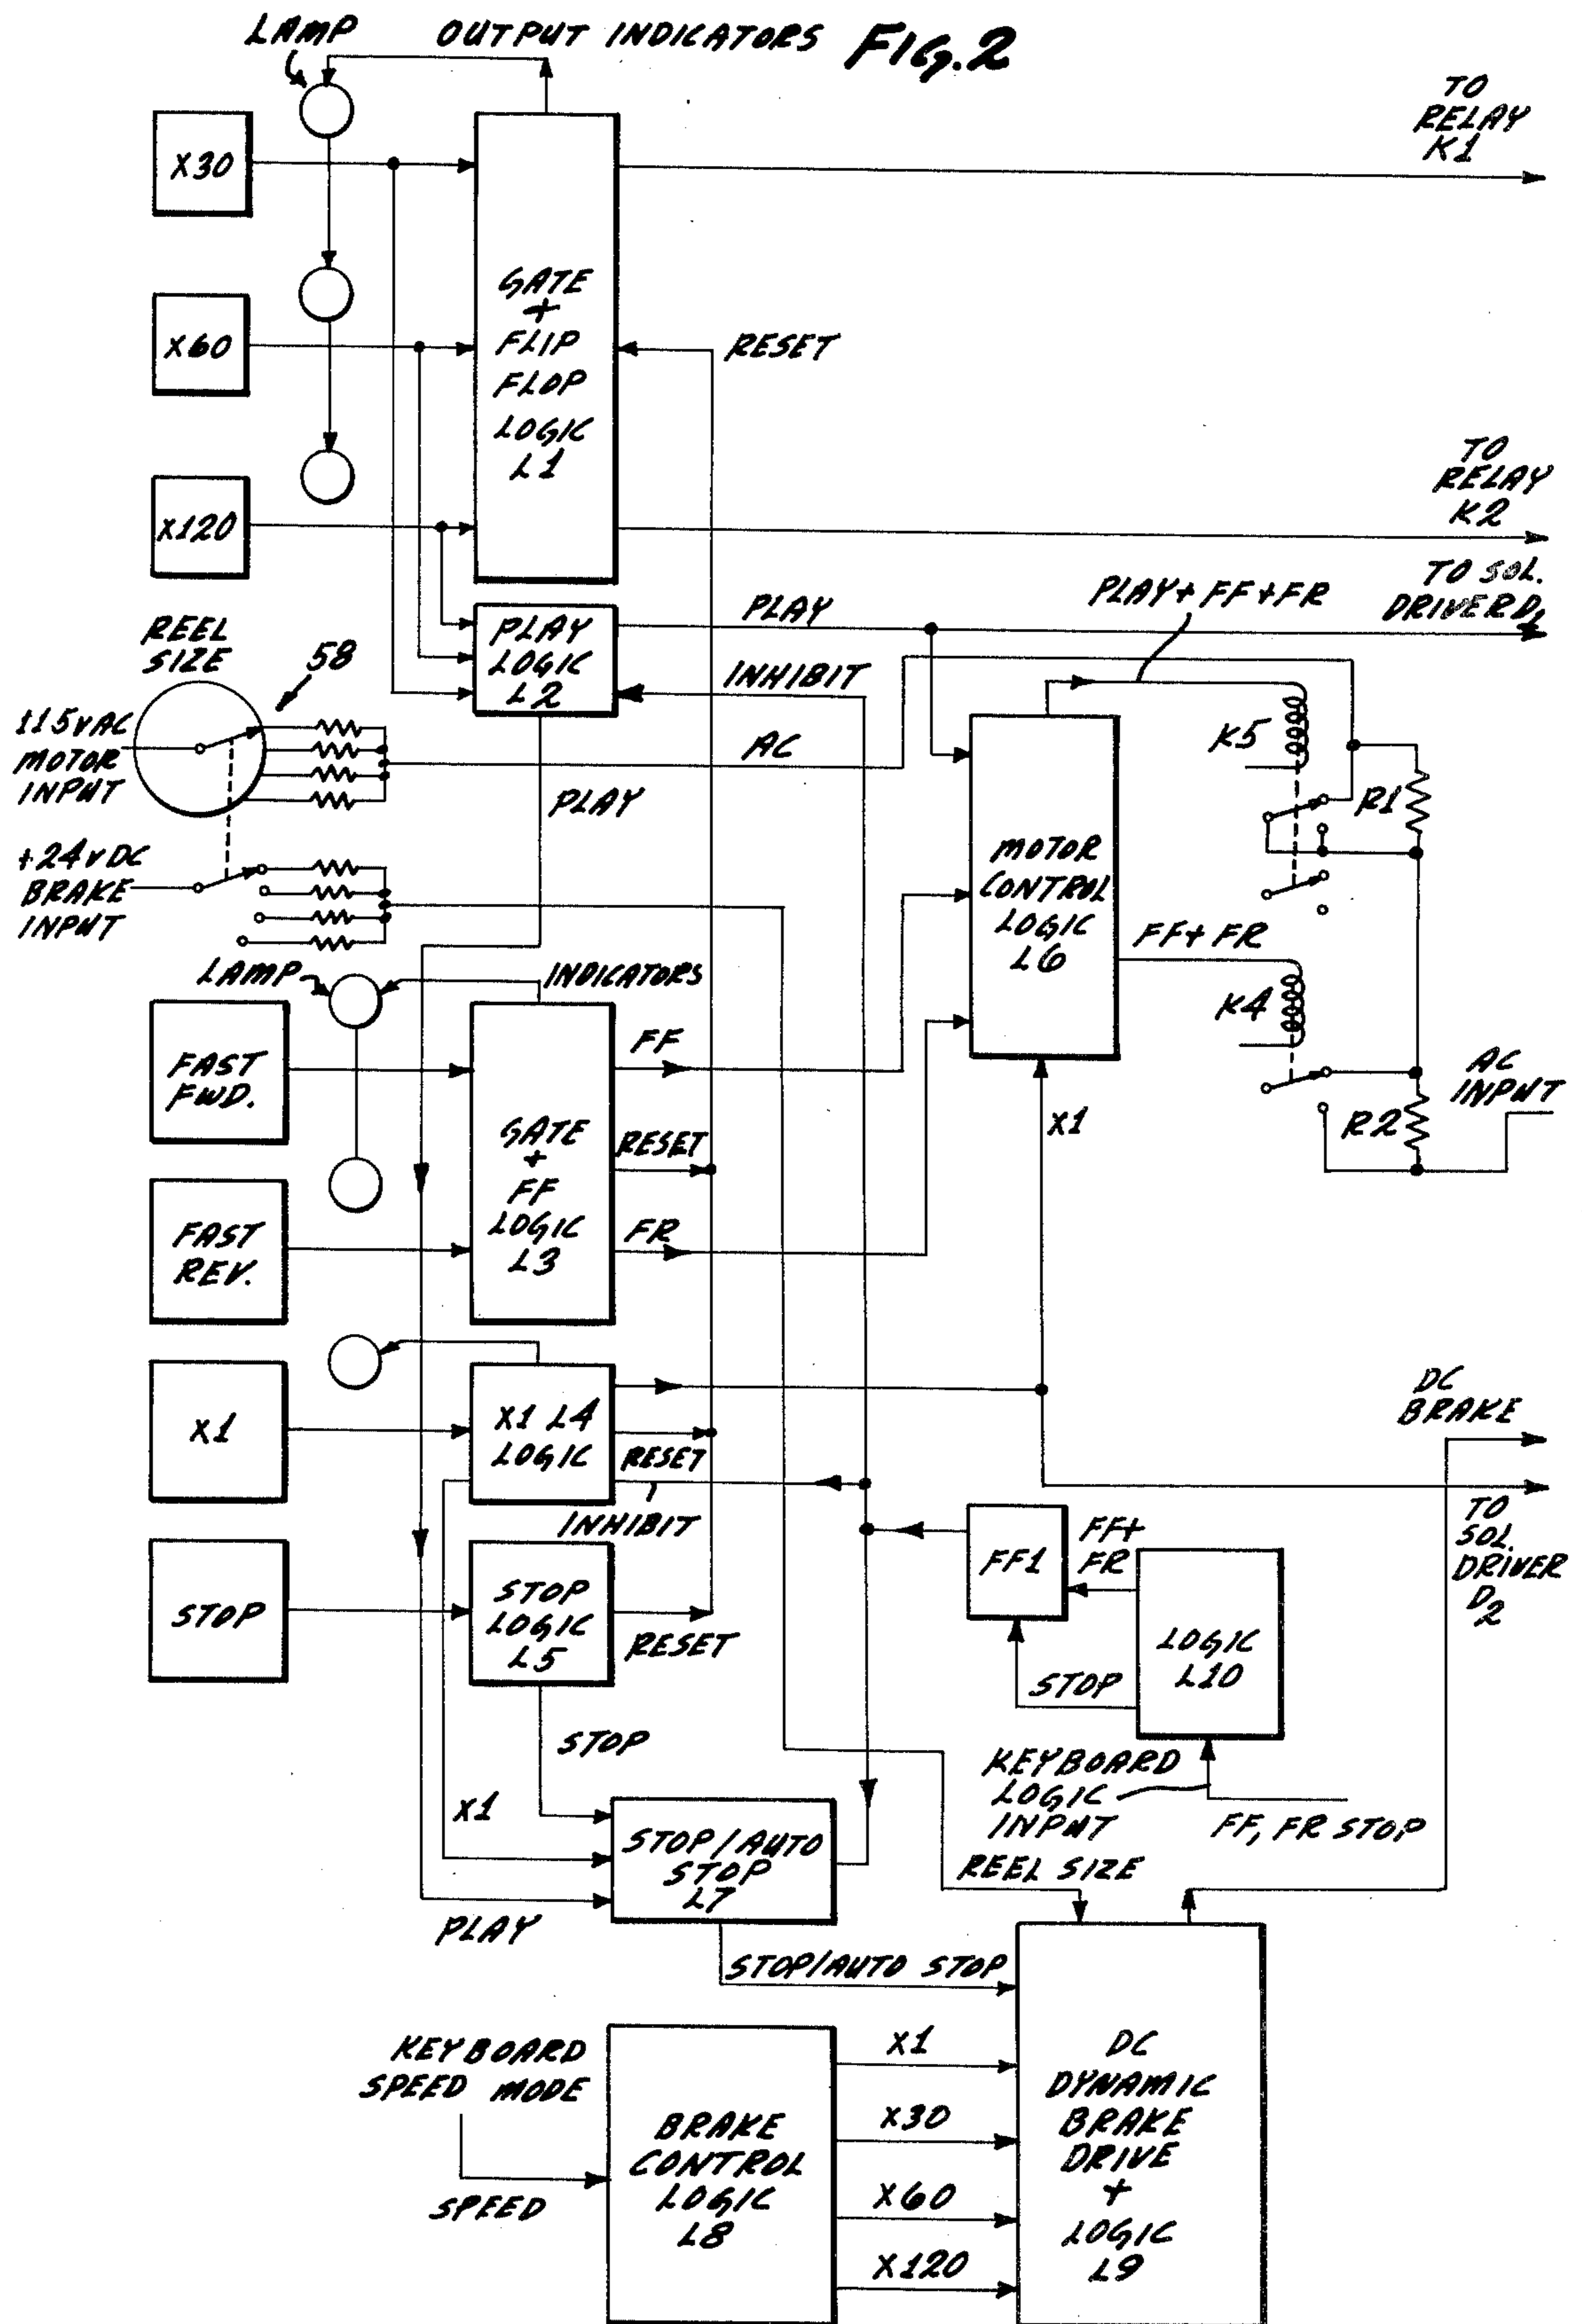 LAMP
OUTPUT INDICATORS
FIG. 2
TO
RELAY
K1
X30
GATE
+
FLIP
FLOP
LOGIC
L1
X60
RESET
X120
TO
RELAY
K2
TO SOL.
DRIVER D1
PLAY + FF + FR
REEL
SIZE
58
PLAY
LOGIC
L2
PLAY
INHIBIT
115VAC
MOTOR
INPUT
AC
K5
R1
PLAY
+24VDC
BRAKE
INPUT
MOTOR
CONTROL
LOGIC
L6
FF + FR
K4
LAMP
INDICATORS
FAST
FWD.
FF
GATE
+
FF
LOGIC
L3
RESET
X1
R2
AC
INPUT
FAST
REV.
FR
X1
X1 L4
LOGIC
RESET
INHIBIT
DC
BRAKE
TO
SOL.
DRIVER
D2
STOP
STOP
LOGIC
L5
RESET
FF1
FF+
FR
LOGIC
L10
STOP
STOP
KEYBOARD
LOGIC
INPUT
FF, FR STOP
X1
STOP/AUTO
STOP
L7
REEL SIZE
PLAY
STOP/AUTO STOP
KEYBOARD
SPEED MODE
SPEED
BRAKE
CONTROL
LOGIC
L8
X1
X30
X60
X120
DC
DYNAMIC
BRAKE
DRIVE
+
LOGIC
L9